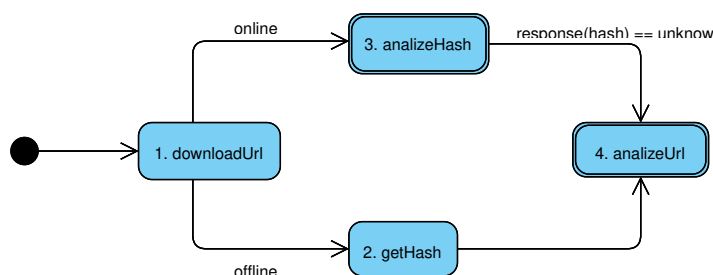 online
3. analizeHash
response(hash) == unknow
1. downloadUrl
4. analizeUrl
2. getHash
offline